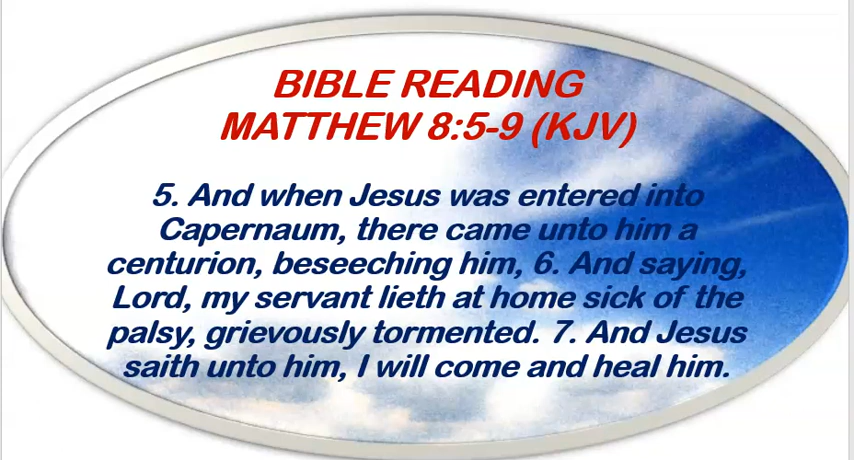 BIBLE READING
MATTHEW 8:5-9 (KJV)
5. And when Jesus was entered into
Capernaum, there came unto him a
centurion, beseeching him, 6. And saying,
Lord, my servant lieth at home sick of the
palsy, grievously tormented. 7. And Jesus
saith unto him, I will come and heal him.